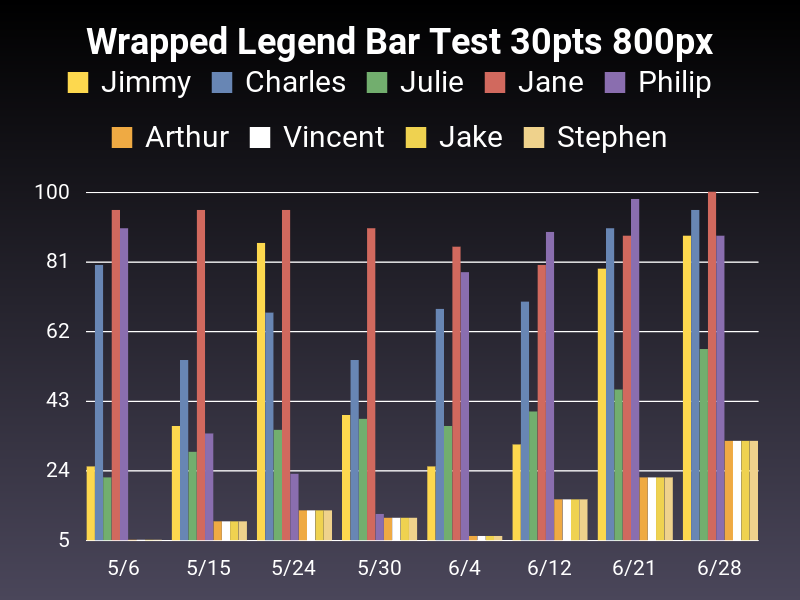 Wrapped Legend Bar Test 30pts 800px
Jimmy Charles Julie Jane Philip
Arthur Vincent Jake Stephen
100
81
62
43
24
5
5/6 5/15 5/24 5/30 6/4 6/12 6/21 6/28